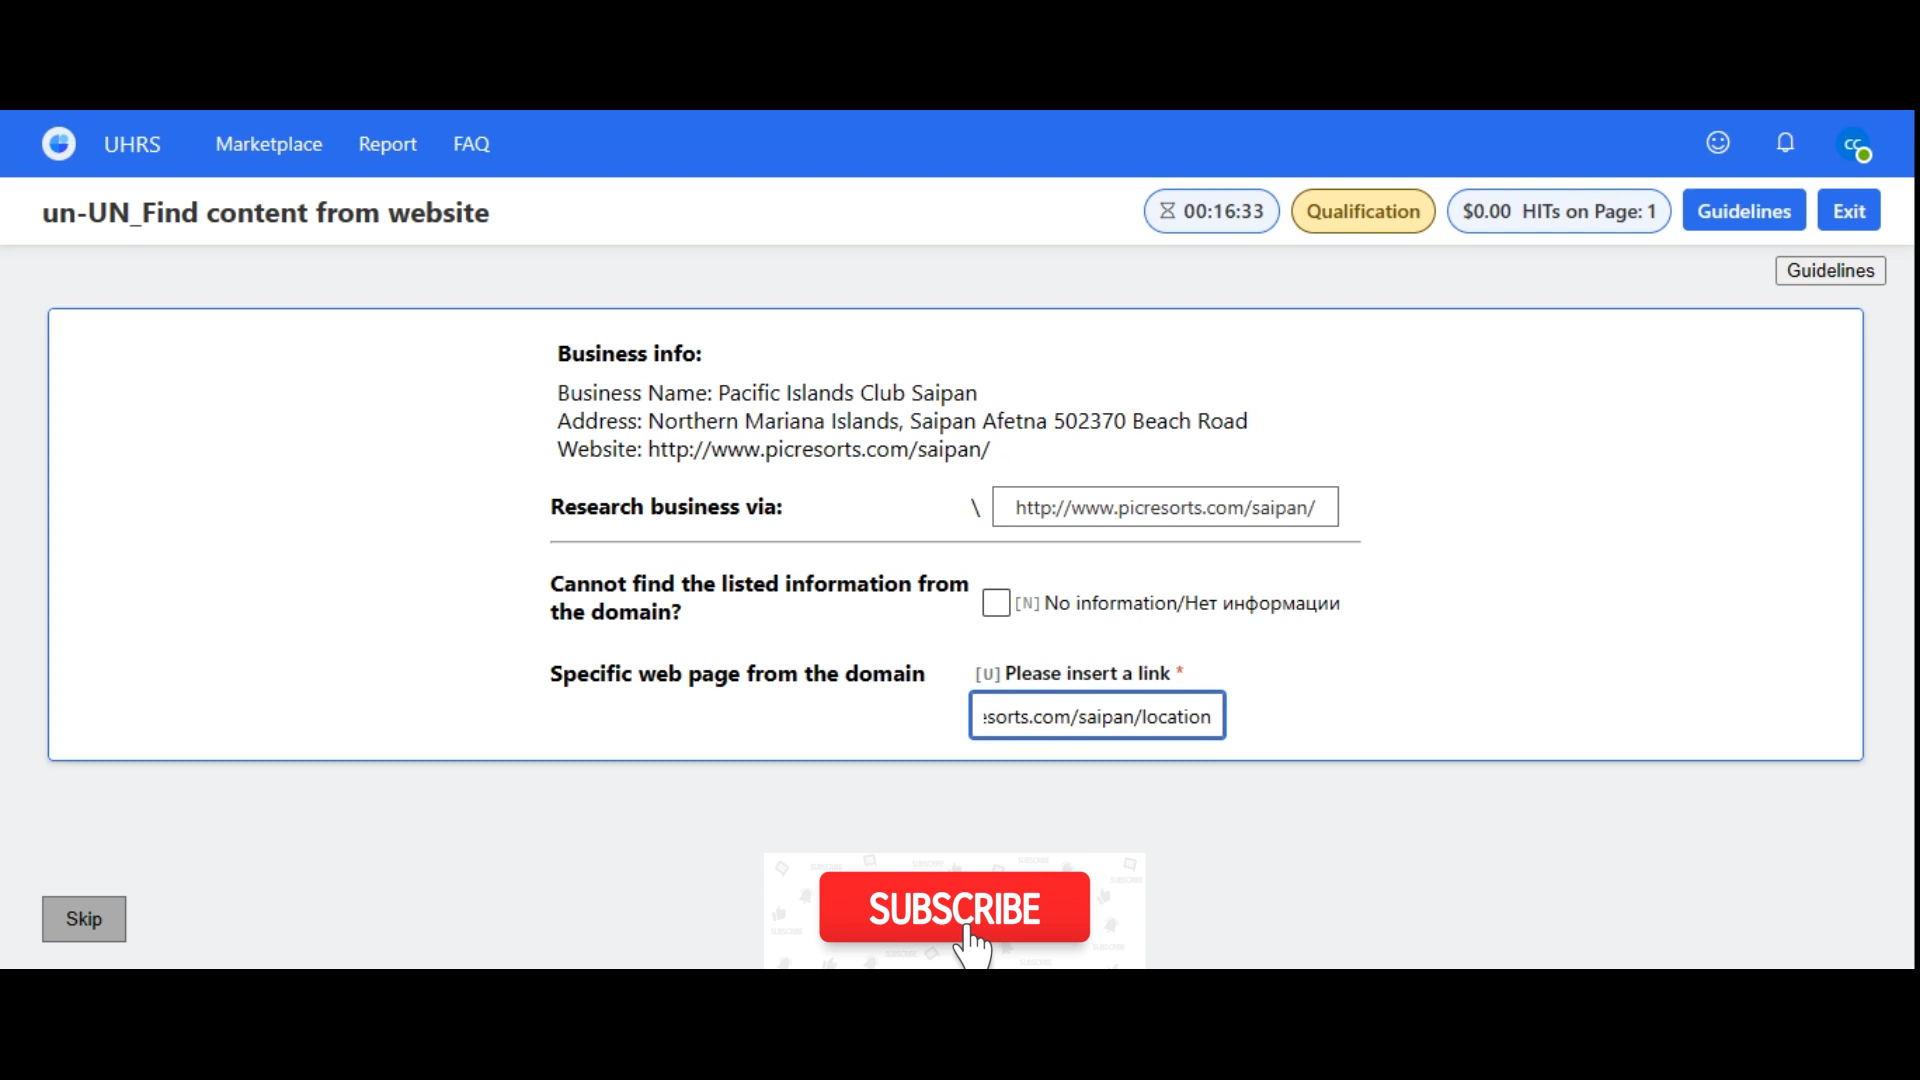 UHRS Marketplace Report FAQ CC
un-UN_Find content from website 00:16:33 Qualification $0.00 HITs on Page: 1 Guidelines Exit
Guidelines
Business info:
Business Name: Pacific Islands Club Saipan
Address: Northern Mariana Islands, Saipan Afetna 502370 Beach Road
Website: http://www.picresorts.com/saipan/
Research business via: \ http://www.picresorts.com/saipan/
Cannot find the listed information from
the domain?
[N] No information/Нет информации
Specific web page from the domain [U] Please insert a link *
esorts.com/saipan/location
SUBSCRIBE
Skip